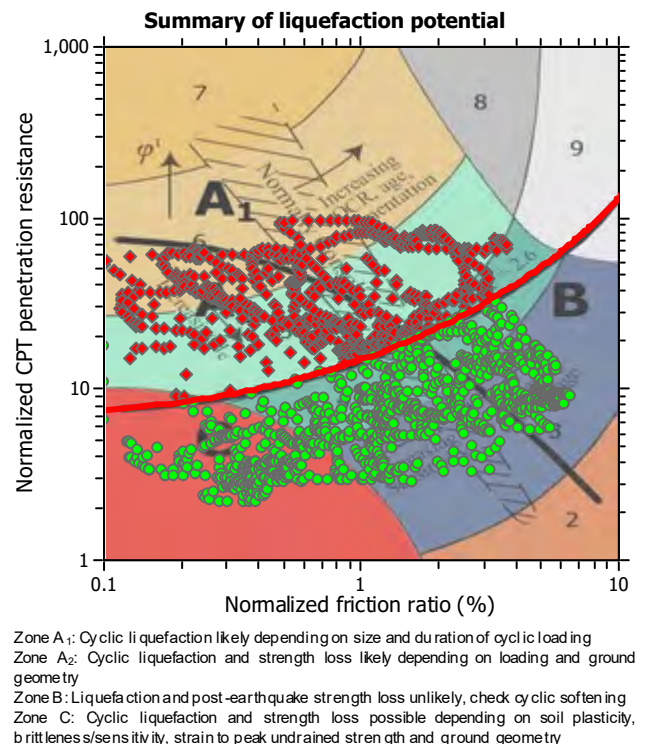 Summary of liquefaction potential
1,000
7
8
9
φ'
Increasing
A1
100
6
2,6
B
10
3
2
1
0.1
1
10
Normalized CPT penetration resistance
Normalized friction ratio (%)
Zone A1: Cyclic liquefaction likely depending on size and duration of cyclic loading
Zone A2: Cyclic liquefaction and strength loss likely depending on loading and ground
geometry
Zone B: Liquefaction and post-earthquake strength loss unlikely, check cyclic softening
Zone C: Cyclic liquefaction and strength loss possible depending on soil plasticity,
brittleness/sensitivity, strain to peak undrained strength and ground geometry